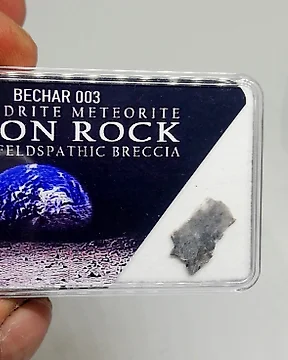 BECHAR 003
DRITE METEORITE
ON ROCK
FELDSPATHIC BRECCIA